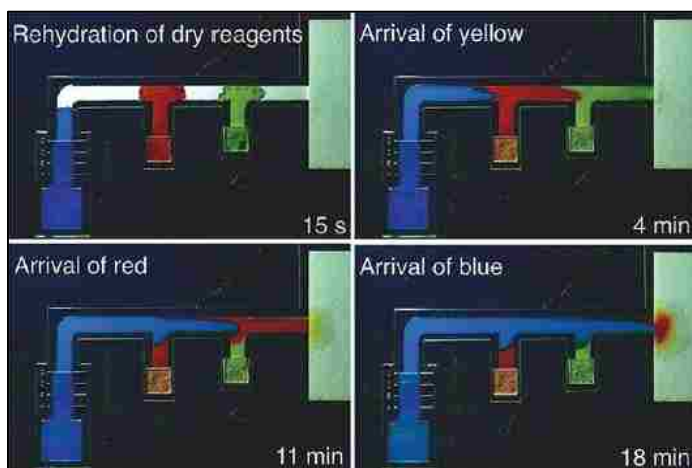 Rehydration of dry reagents
15 s
Arrival of yellow
4 min
Arrival of red
11 min
Arrival of blue
18 min